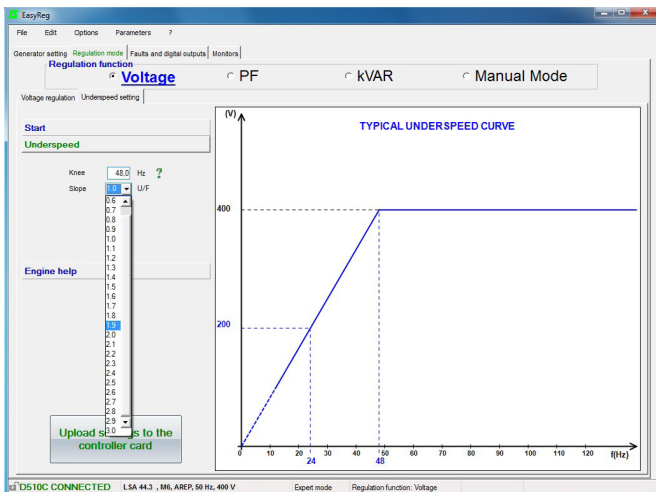 EasyReg
File Edit Options Parameters ?
Generator setting Regulation mode Faults and digital outputs Monitors
Regulation function
Voltage PF kVAR Manual Mode
Voltage regulation Underspeed setting
Start
Underspeed
Knee 48.0 Hz ?
Slope 1.0 U/F
0.6
0.7
0.8
0.9
1.0
1.1
1.2
1.3
1.4
1.5
1.6
1.7
1.8
1.9
2.0
2.1
2.2
2.3
2.4
2.5
2.6
2.7
2.8
2.9
3.0
Engine help
Upload s s to the
controller card
(V)
TYPICAL UNDERSPEED CURVE
400
200
0 10 20 30 40 50 60 70 80 90 100 110 120 f(Hz)
24 48
D510C CONNECTED LSA 44.3 , M6, AREP, 50 Hz, 400 V Expert mode Regulation function: Voltage